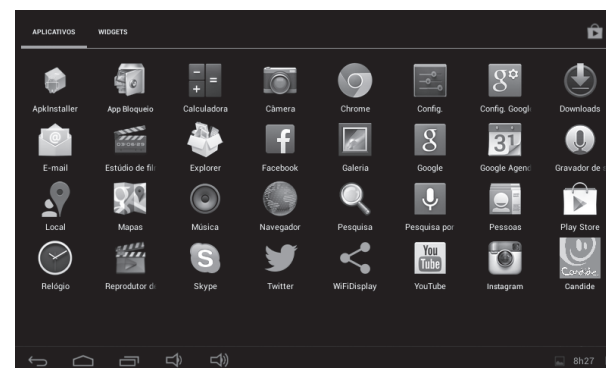 APLICATIVOS WIDGETS
ApkInstaller App Bloqueio Calculadora Câmera Chrome Config. Config. Googl Downloads
E-mail Estúdio de fil Explorer Facebook Galeria Google Google Agend Gravador de
Local Mapas Música Navegador Pesquisa Pesquisa por Pessoas Play Store
Relógio Reprodutor d Skype Twitter WiFiDisplay YouTube Instagram Candide
8h27